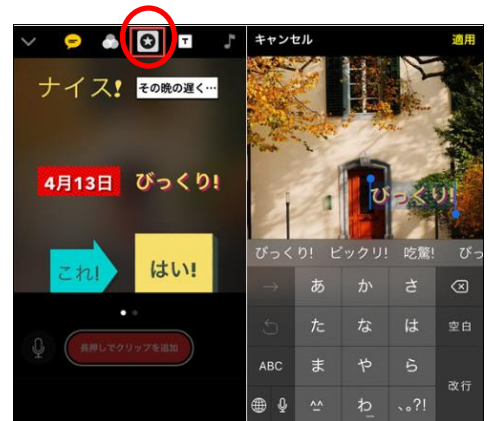 T
ナイス!
その晩の遅く…
4月13日
びっくり!
これ!
はい!
長押しでクリップを追加
キャンセル
適用
びっくり!
びっくり! ビックリ! 吃驚! びっ
→ あ か さ
た な は 空白
ABC ま や ら
改行
^^ わ 、。?!